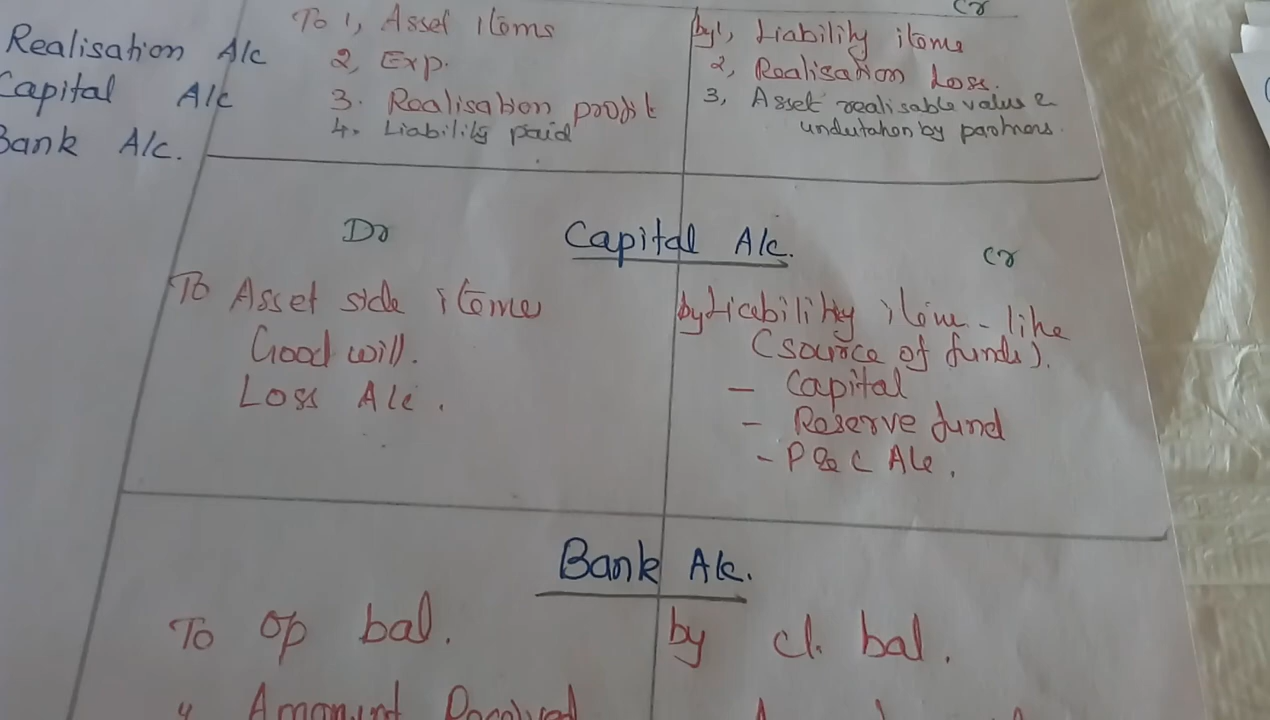 Cr
Realisation A/c
Capital A/c
Bank A/c.
To 1, Asset items
2, Exp.
3. Realisation profit
4. Liability paid
by 1, Liability items
2, Realisation Loss.
3, Asset realisable value &
by partners.
Capital A/c.
Dr
Cr
To Asset side items
Good will.
Loss A/c.
by Liability item - like
(source of funds).
- Capital
- Reserve fund
- P & L A/c.
Bank A/c.
To op bal.
by cl. bal.
" Amount Received